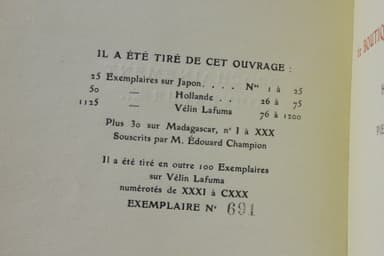 IL A ÉTÉ TIRÉ DE CET OUVRAGE :
25 Exemplaires sur Japon. . . . Nos 1 à 25
50 — Hollande . . 26 à 75
1125 — Vélin Lafuma 76 à 1200
Plus 30 sur Madagascar, n° I à XXX
Souscrits par M. Édouard Champion
Il a été tiré en outre 100 Exemplaires
sur Vélin Lafuma
numérotés de XXXI à CXXX
EXEMPLAIRE N° 691